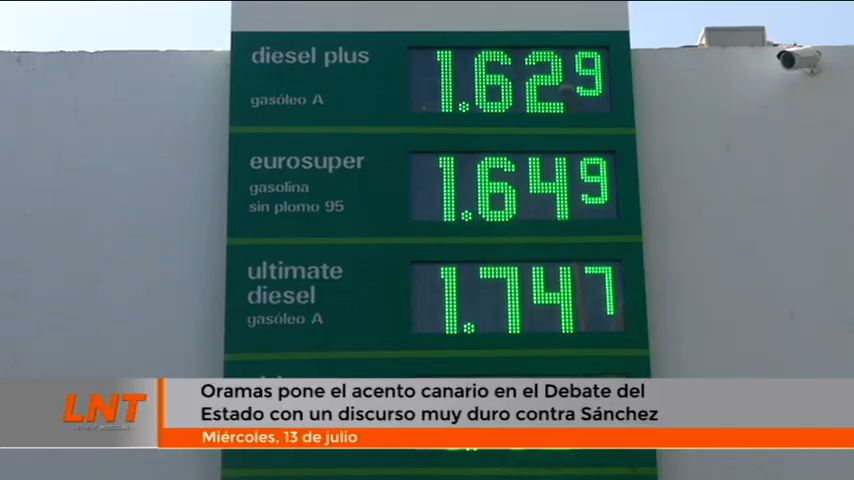 diesel plus
gasóleo A
1.629
eurosuper
gasolina
sin plomo 95
1.649
ultimate
diesel
gasóleo A
1.747
Oramas pone el acento canario en el Debate del
Estado con un discurso muy duro contra Sánchez
LNT
Miércoles, 13 de julio